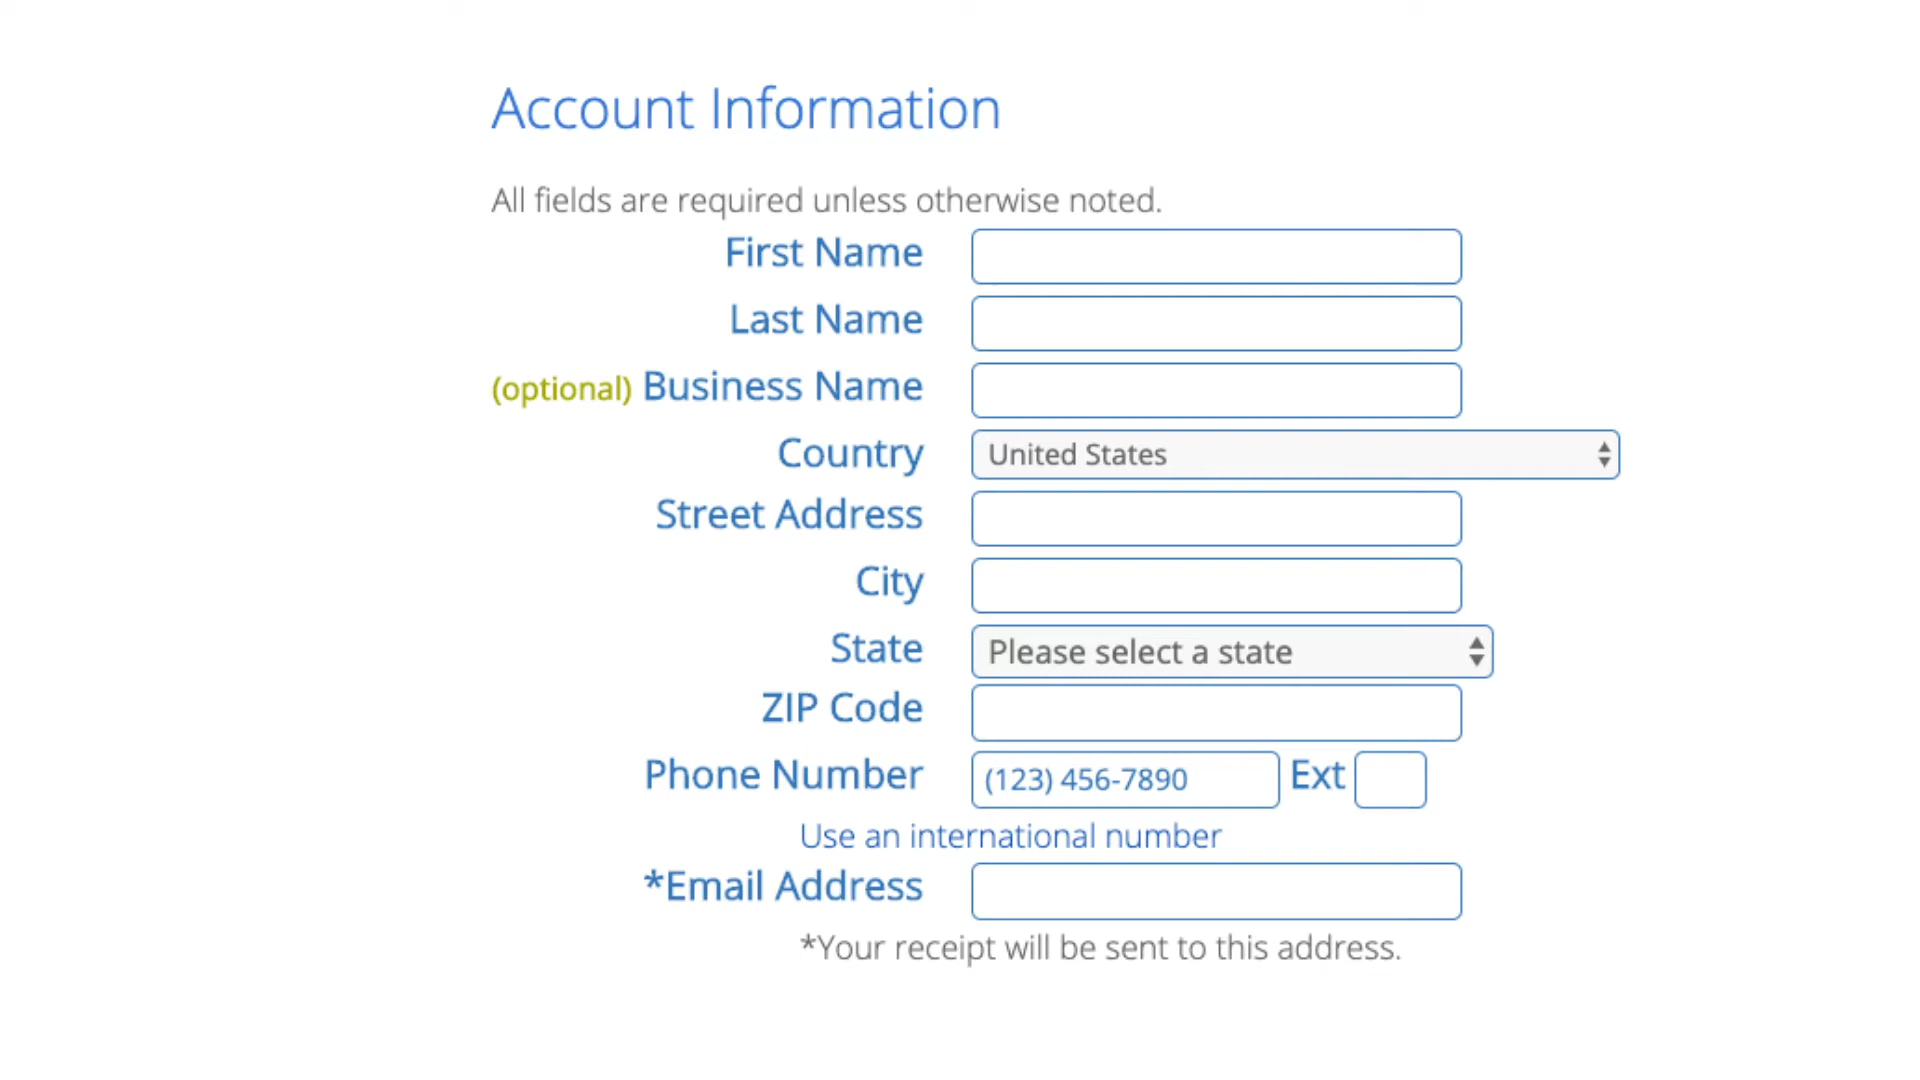 Account Information
All fields are required unless otherwise noted.
First Name
Last Name
(optional) Business Name
Country United States
Street Address
City
State Please select a state
ZIP Code
Phone Number (123) 456-7890 Ext
Use an international number
*Email Address
*Your receipt will be sent to this address.